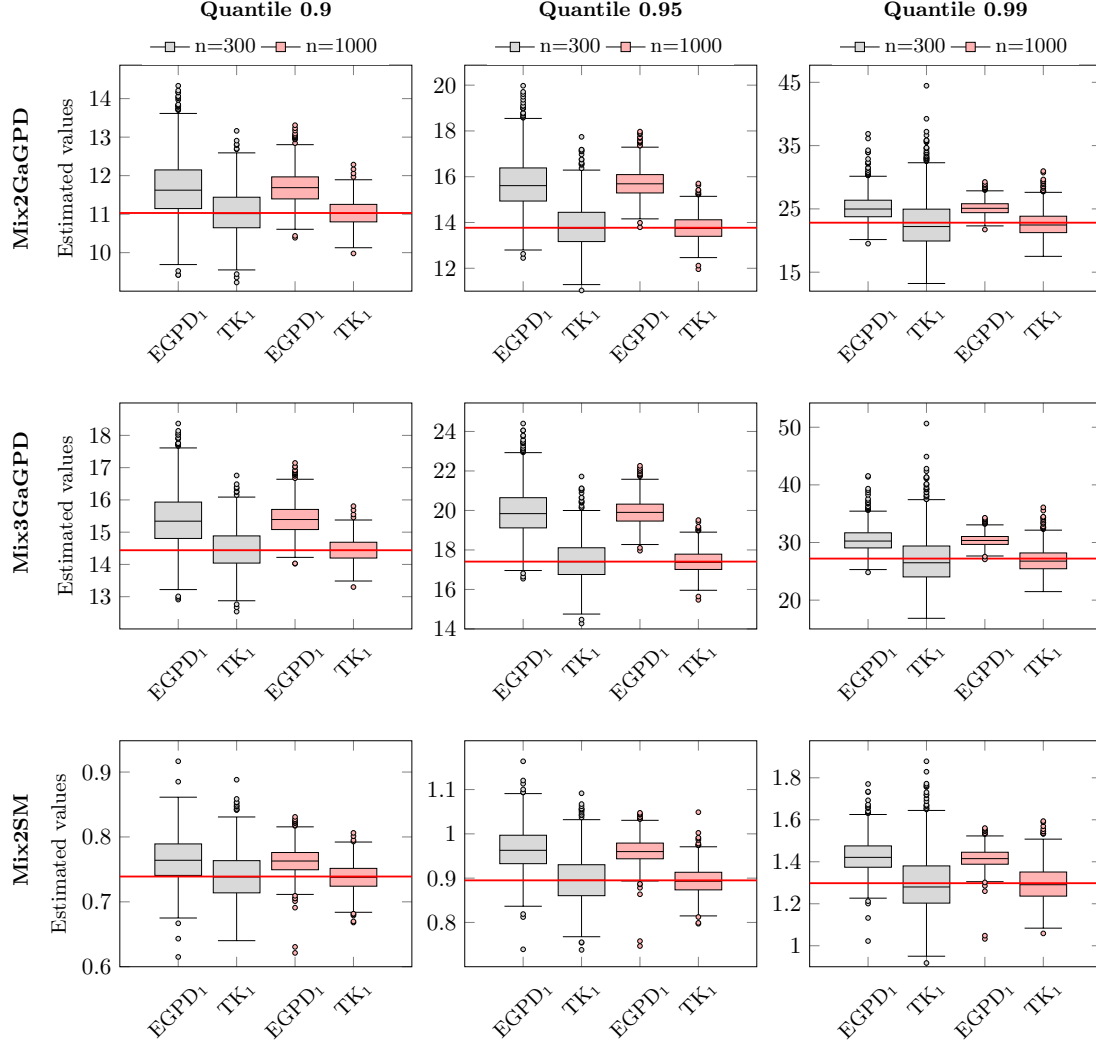 Quantile 0.9
Quantile 0.95
Quantile 0.99
n=300 n=1000
n=300 n=1000
n=300 n=1000
Mix2GaGPD
Estimated values
14
13
12
11
10
EGPD₁ TK₁ EGPD₁ TK₁
20
18
16
14
12
EGPD₁ TK₁ EGPD₁ TK₁
45
35
25
15
EGPD₁ TK₁ EGPD₁ TK₁
Mix3GaGPD
Estimated values
18
17
16
15
14
13
EGPD₁ TK₁ EGPD₁ TK₁
24
22
20
18
16
14
EGPD₁ TK₁ EGPD₁ TK₁
50
40
30
20
EGPD₁ TK₁ EGPD₁ TK₁
Mix2SM
Estimated values
0.9
0.8
0.7
0.6
EGPD₁ TK₁ EGPD₁ TK₁
1.1
1
0.9
0.8
EGPD₁ TK₁ EGPD₁ TK₁
1.8
1.6
1.4
1.2
1
EGPD₁ TK₁ EGPD₁ TK₁